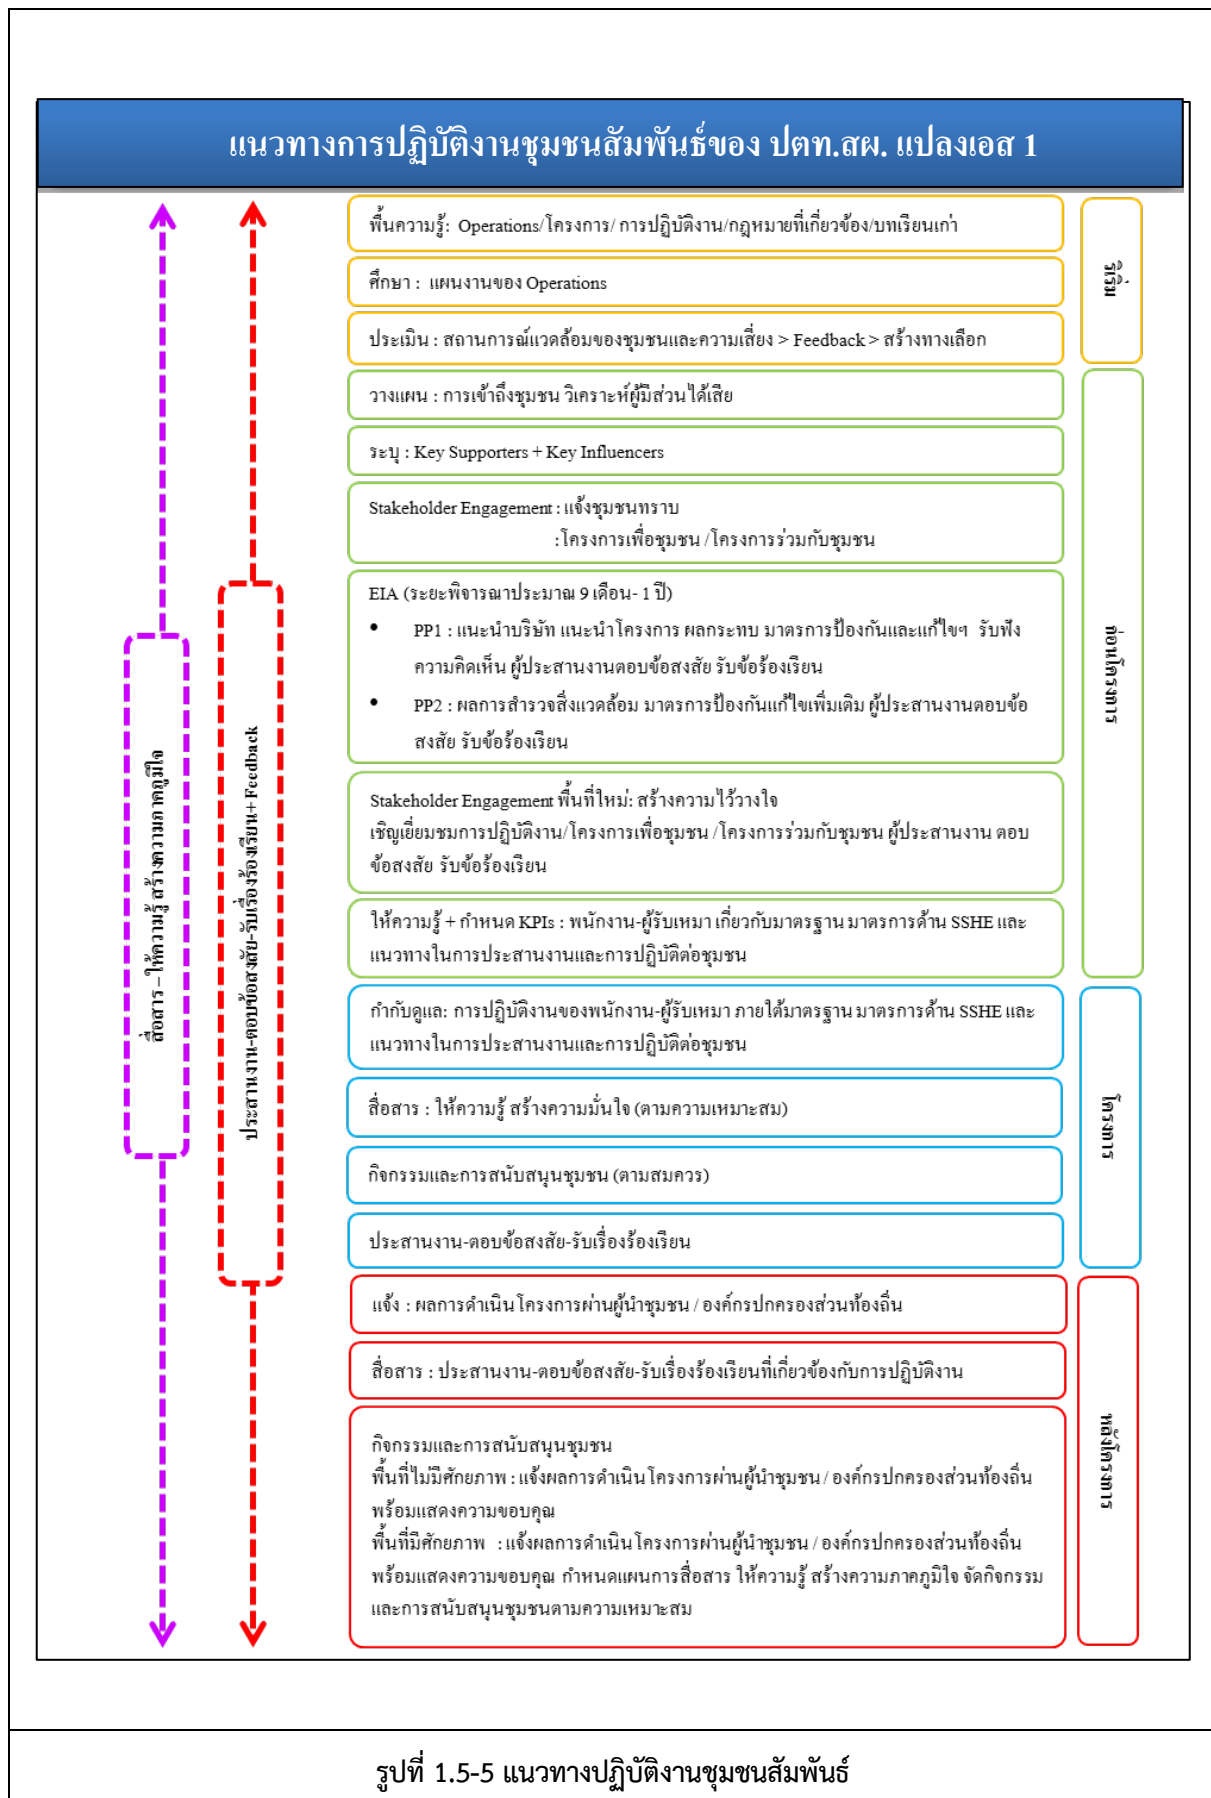 แนวทางการปฏิบัติงานชุมชนสัมพันธ์ของ ปตท.สผ. แปลงเอส 1
สื่อสาร – ให้ความรู้ สร้างความภาคภูมิใจ
ประสานงาน-ตอบข้อสงสัย-รับเรื่องร้องเรียน+ Feedback
ริเริ่ม
พื้นความรู้: Operations/โครงการ/ การปฏิบัติงาน/กฎหมายที่เกี่ยวข้อง/บทเรียนเก่า
ศึกษา : แผนงานของ Operations
ประเมิน : สถานการณ์แวดล้อมของชุมชนและความเสี่ยง > Feedback > สร้างทางเลือก
ก่อนโครงการ
วางแผน : การเข้าถึงชุมชน วิเคราะห์ผู้มีส่วนได้เสีย
ระบุ : Key Supporters + Key Influencers
Stakeholder Engagement : แจ้งชุมชนทราบ
:โครงการเพื่อชุมชน /โครงการร่วมกับชุมชน
EIA (ระยะพิจารณาประมาณ 9 เดือน- 1 ปี)
• PP1 : แนะนำบริษัท แนะนำโครงการ ผลกระทบ มาตรการป้องกันและแก้ไขฯ รับฟัง
ความคิดเห็น ผู้ประสานงานตอบข้อสงสัย รับข้อร้องเรียน
• PP2 : ผลการสำรวจสิ่งแวดล้อม มาตรการป้องกันแก้ไขเพิ่มเติม ผู้ประสานงานตอบข้อ
สงสัย รับข้อร้องเรียน
Stakeholder Engagement พื้นที่ใหม่: สร้างความไว้วางใจ
เชิญเยี่ยมชมการปฏิบัติงาน/โครงการเพื่อชุมชน /โครงการร่วมกับชุมชน ผู้ประสานงาน ตอบ
ข้อสงสัย รับข้อร้องเรียน
ให้ความรู้ + กำหนด KPIs : พนักงาน-ผู้รับเหมา เกี่ยวกับมาตรฐาน มาตรการด้าน SSHE และ
แนวทางในการประสานงานและการปฏิบัติต่อชุมชน
โครงการ
กำกับดูแล: การปฏิบัติงานของพนักงาน-ผู้รับเหมา ภายใต้มาตรฐาน มาตรการด้าน SSHE และ
แนวทางในการประสานงานและการปฏิบัติต่อชุมชน
สื่อสาร : ให้ความรู้ สร้างความมั่นใจ (ตามความเหมาะสม)
กิจกรรมและการสนับสนุนชุมชน (ตามสมควร)
ประสานงาน-ตอบข้อสงสัย-รับเรื่องร้องเรียน
หลังโครงการ
แจ้ง : ผลการดำเนินโครงการผ่านผู้นำชุมชน / องค์กรปกครองส่วนท้องถิ่น
สื่อสาร : ประสานงาน-ตอบข้อสงสัย-รับเรื่องร้องเรียนที่เกี่ยวข้องกับการปฏิบัติงาน
กิจกรรมและการสนับสนุนชุมชน
พื้นที่ไม่มีศักยภาพ : แจ้งผลการดำเนินโครงการผ่านผู้นำชุมชน / องค์กรปกครองส่วนท้องถิ่น
พร้อมแสดงความขอบคุณ
พื้นที่มีศักยภาพ : แจ้งผลการดำเนินโครงการผ่านผู้นำชุมชน / องค์กรปกครองส่วนท้องถิ่น
พร้อมแสดงความขอบคุณ กำหนดแผนการสื่อสาร ให้ความรู้ สร้างความภาคภูมิใจ จัดกิจกรรม
และการสนับสนุนชุมชนตามความเหมาะสม
รูปที่ 1.5-5 แนวทางปฏิบัติงานชุมชนสัมพันธ์